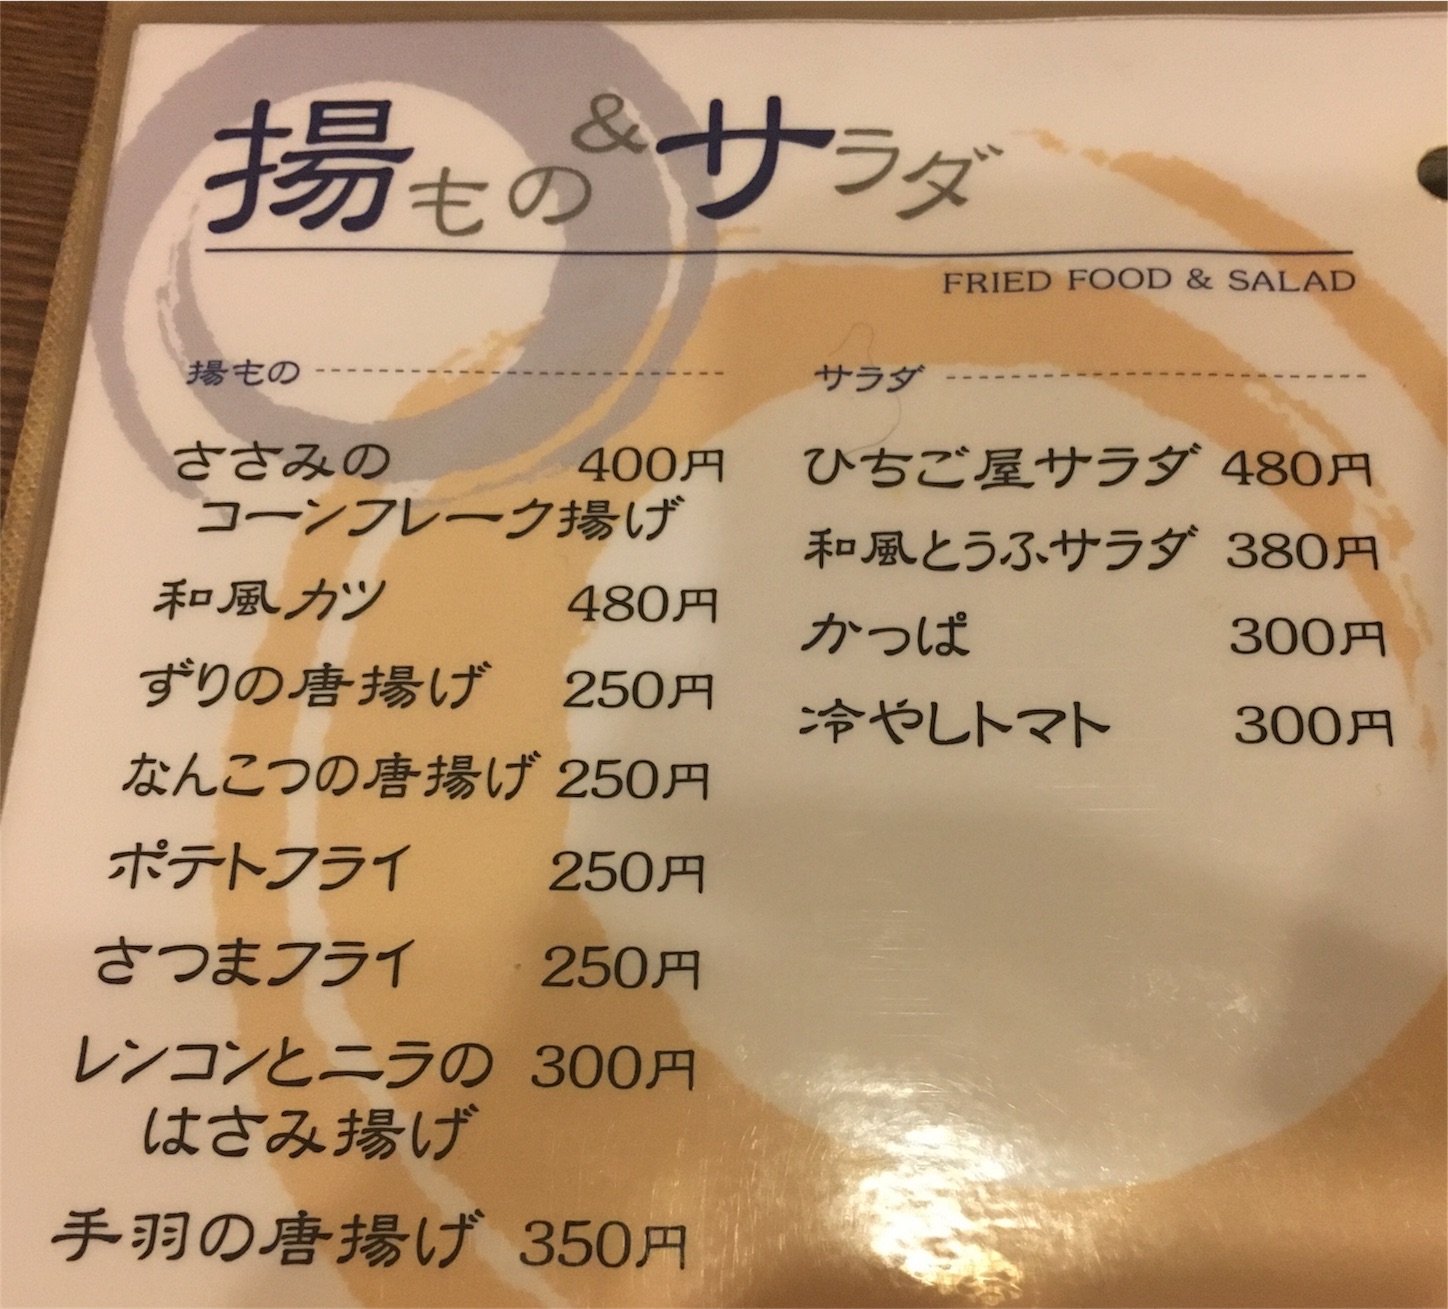 揚もの&サラダ
FRIED FOOD & SALAD
揚もの
ささみの 400円
コーンフレーク揚げ
和風カツ 480円
ずりの唐揚げ 250円
なんこつの唐揚げ 250円
ポテトフライ 250円
さつまフライ 250円
レンコンとニラの 300円
はさみ揚げ
手羽の唐揚げ 350円
サラダ
ひちご屋サラダ 480円
和風とうふサラダ 380円
かっぱ 300円
冷やしトマト 300円